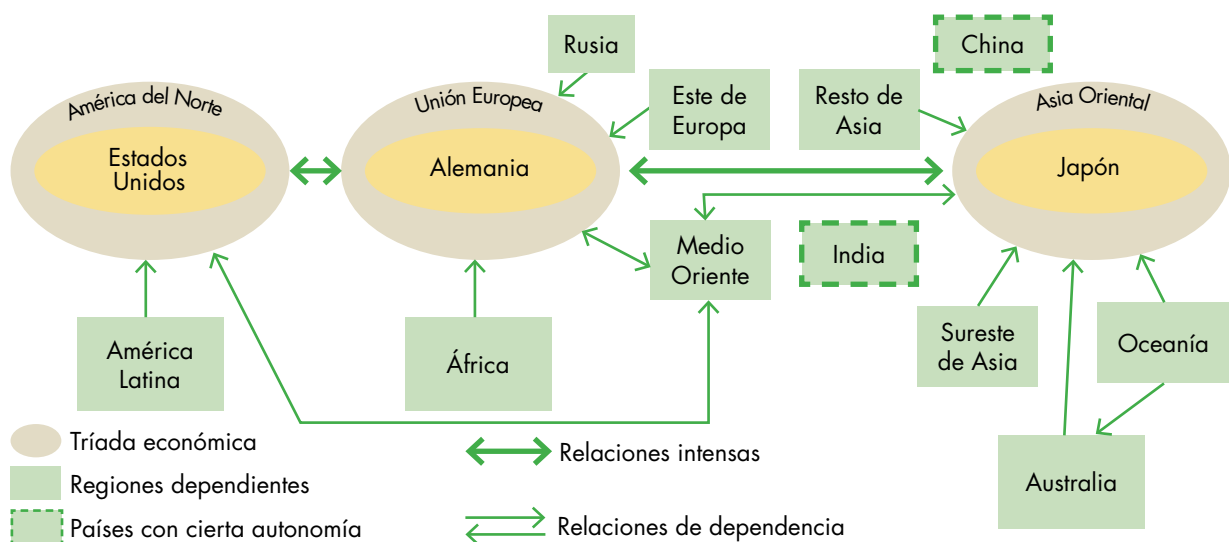 Rusia
China
América del Norte
Unión Europea
Este de
Europa
Resto de
Asia
Asia Oriental
Estados
Unidos
Alemania
Japón
Medio
Oriente
India
América
Latina
África
Sureste
de Asia
Oceanía
Australia
Tríada económica
Relaciones intensas
Regiones dependientes
Países con cierta autonomía
Relaciones de dependencia